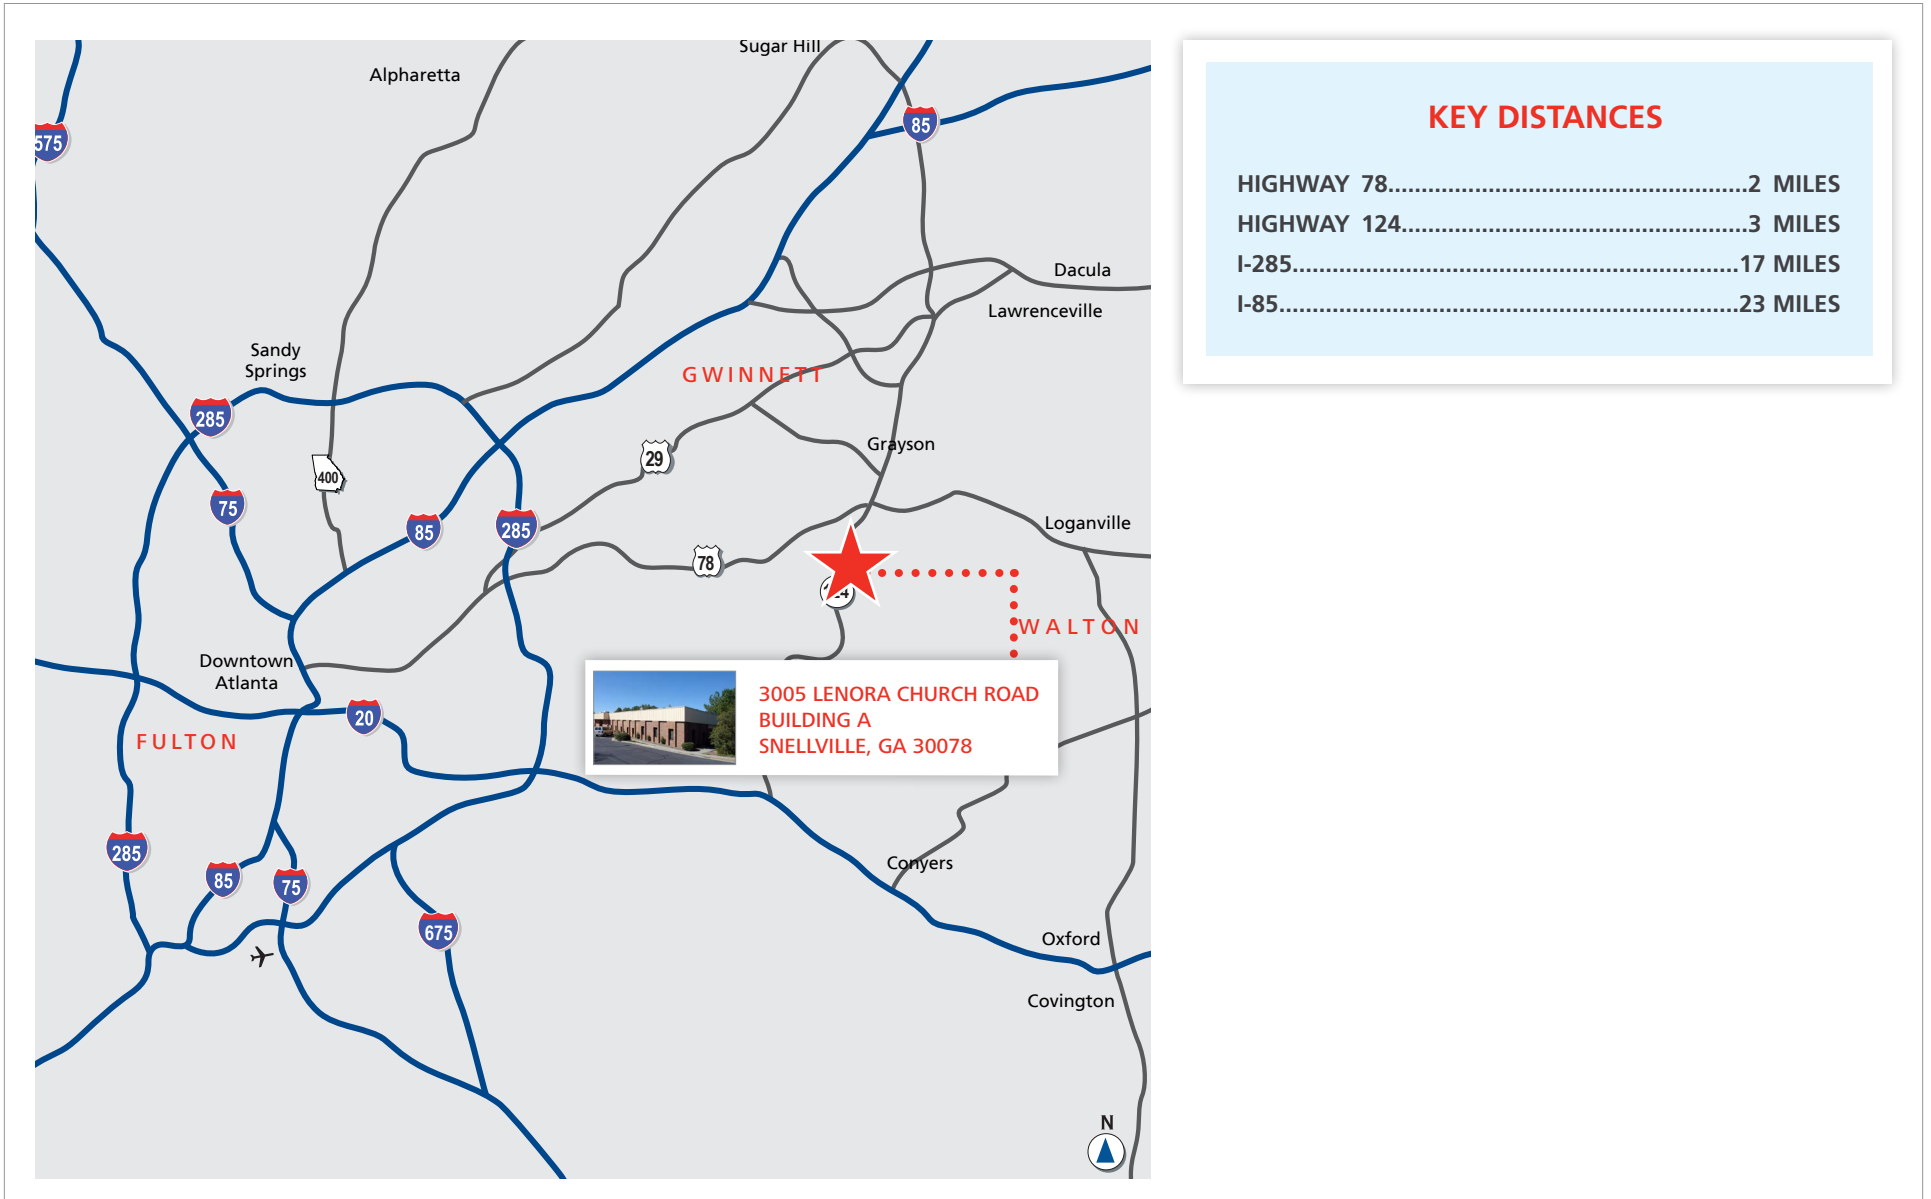 Sugar Hill
Alpharetta
575
85
Dacula
Lawrenceville
Sandy
Springs
GWINNETT
285
Grayson
29
400
75
85
285
Loganville
78
WALTON
Downtown
Atlanta
3005 LENORA CHURCH ROAD
BUILDING A
SNELLVILLE, GA 30078
20
FULTON
285
85
75
Conyers
675
Oxford
Covington
N
KEY DISTANCES
HIGHWAY 78.....................................................2 MILES
HIGHWAY 124...................................................3 MILES
I-285.................................................................17 MILES
I-85...................................................................23 MILES